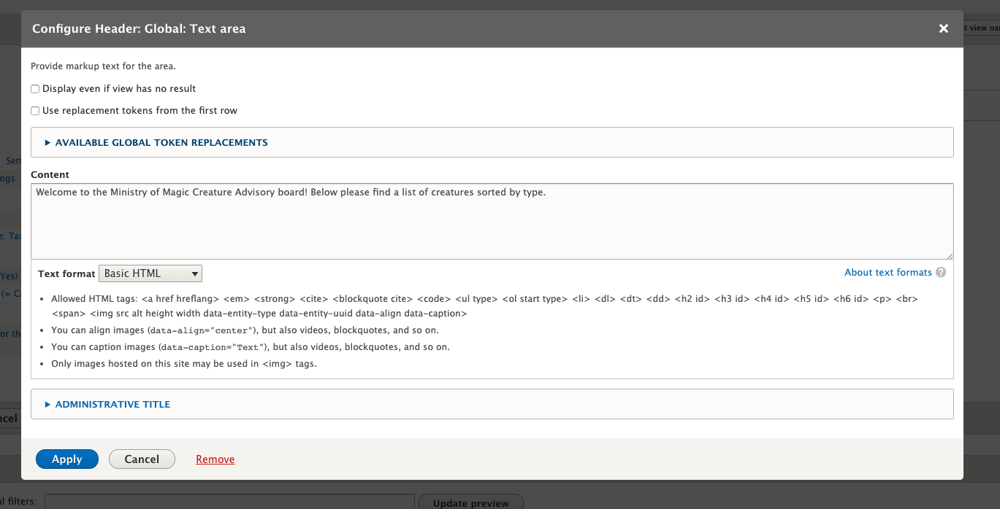 Configure Header: Global: Text area
t view na
Provide markup text for the area.
Display even if view has no result
Use replacement tokens from the first row
AVAILABLE GLOBAL TOKEN REPLACEMENTS
Sett
ngs
Content
Welcome to the Ministry of Magic Creature Advisory board! Below please find a list of creatures sorted by type.
e: Tax
Text format Basic HTML
About text formats ?
Yes)
(= Cr
• Allowed HTML tags: <a href hreflang> <em> <strong> <cite> <blockquote cite> <code> <ul type> <ol start type> <li> <dl> <dt> <dd> <h2 id> <h3 id> <h4 id> <h5 id> <h6 id> <p> <br>
<span> <img src alt height width data-entity-type data-entity-uuid data-align data-caption>
• You can align images (data-align="center"), but also videos, blockquotes, and so on.
or th
• You can caption images (data-caption="Text"), but also videos, blockquotes, and so on.
• Only images hosted on this site may be used in <img> tags.
ADMINISTRATIVE TITLE
ncel
Apply Cancel Remove
al filters:
Update preview